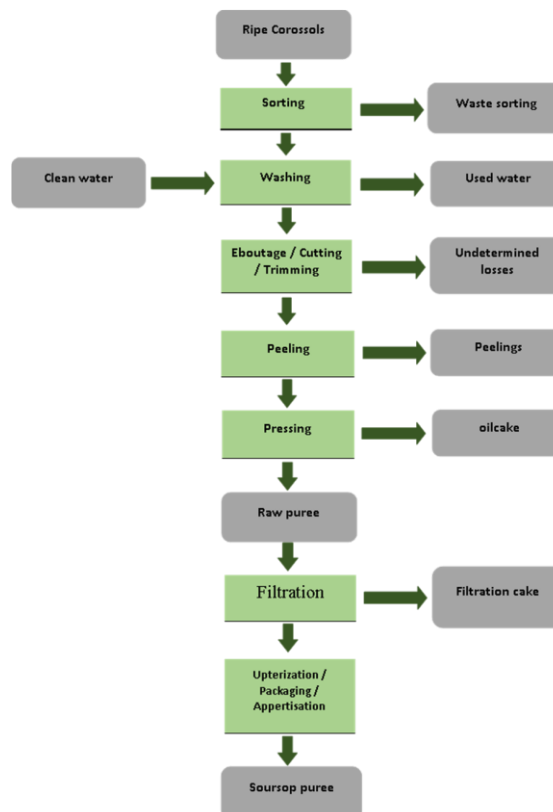 Ripe Corossols
Sorting
Waste sorting
Clean water
Washing
Used water
Eboutage / Cutting
/ Trimming
Undetermined
losses
Peeling
Peelings
Pressing
oilcake
Raw puree
Filtration
Filtration cake
Upterization /
Packaging /
Appertisation
Soursop puree